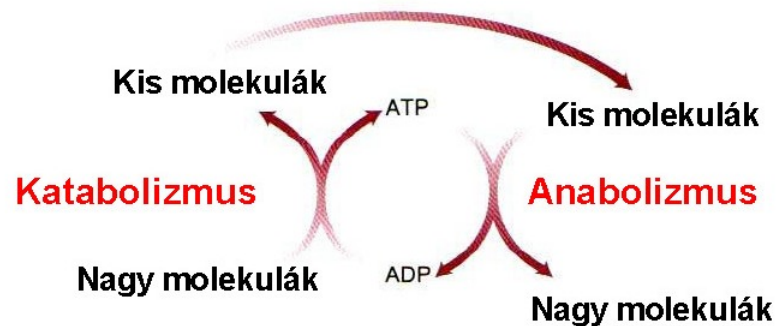 Kis molekulák
ATP
Kis molekulák
Katabolizmus
Anabolizmus
Nagy molekulák
ADP
Nagy molekulák